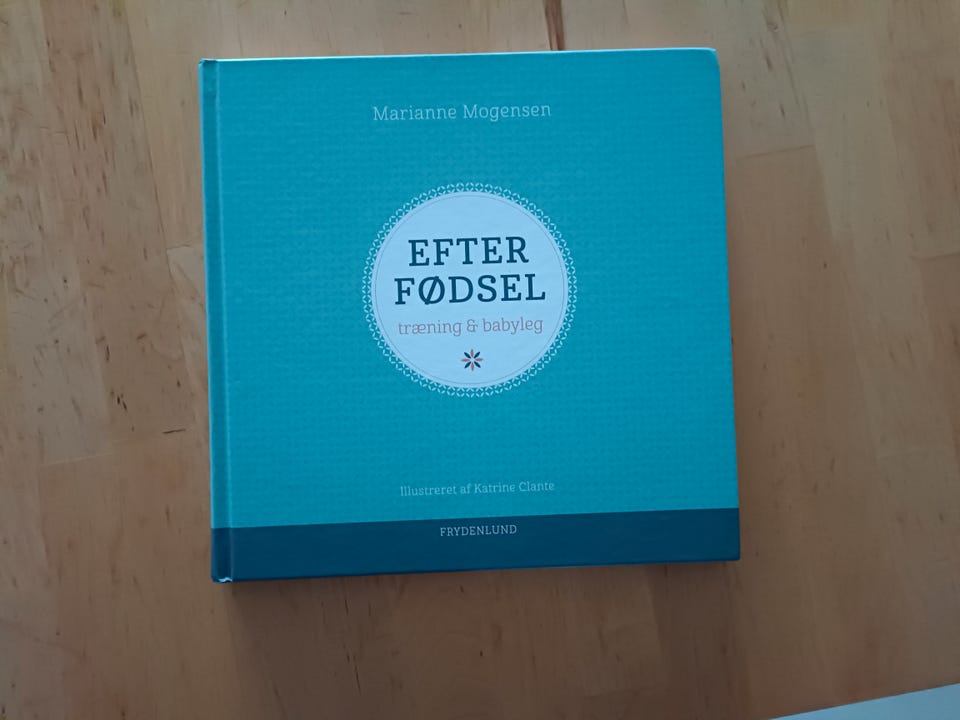 Marianne Mogensen
EFTER
FØDSEL
træning & babyleg
Illustreret af Katrine Clante
FRYDENLUND